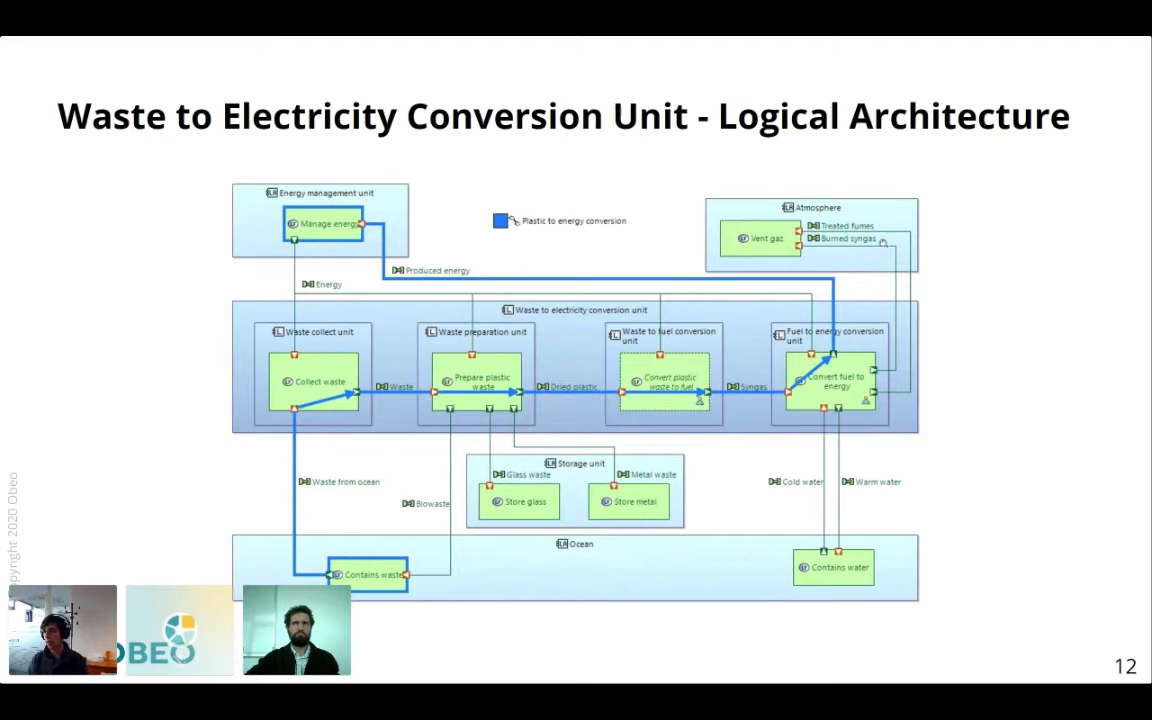 Waste to Electricity Conversion Unit - Logical Architecture
Energy management unit
Manage energy
Plastic to energy conversion
Atmosphere
Vent gaz
Treated fumes
Burned syngas
Produced energy
Energy
Waste to electricity conversion unit
Waste collect unit
Collect waste
Waste
Waste preparation unit
Prepare plastic
waste
Dried plastic
Waste to fuel conversion
unit
Convert plastic
waste to fuel
Syngas
Fuel to energy conversion
unit
Convert fuel to
energy
Waste from ocean
Biowaste
Storage unit
Glass waste
Metal waste
Store glass
Store metal
Cold water
Warm water
Ocean
Contains waste
Contains water
opyright 2020 Obeo
OBEO
12